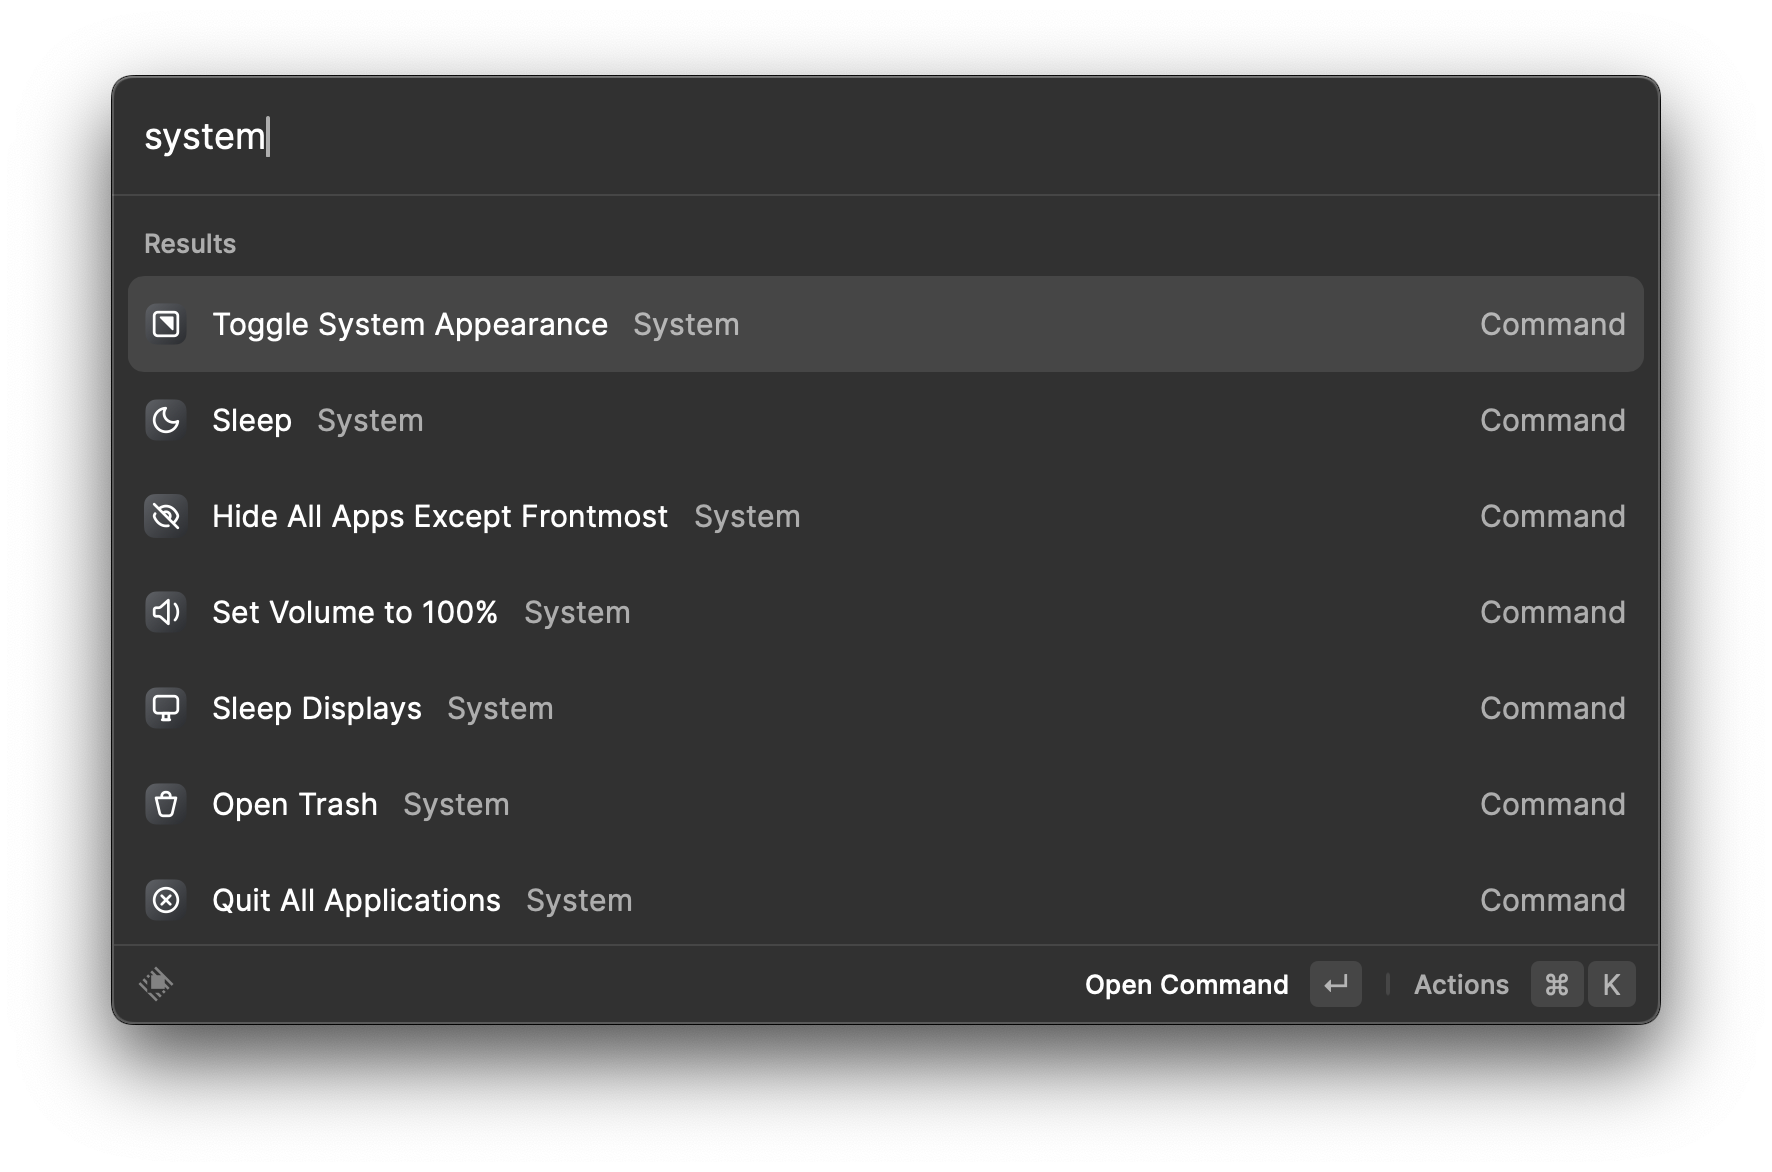 system
Results
Toggle System Appearance System Command
Sleep System Command
Hide All Apps Except Frontmost System Command
Set Volume to 100% System Command
Sleep Displays System Command
Open Trash System Command
Quit All Applications System Command
Open Command ↵ Actions ⌘ K